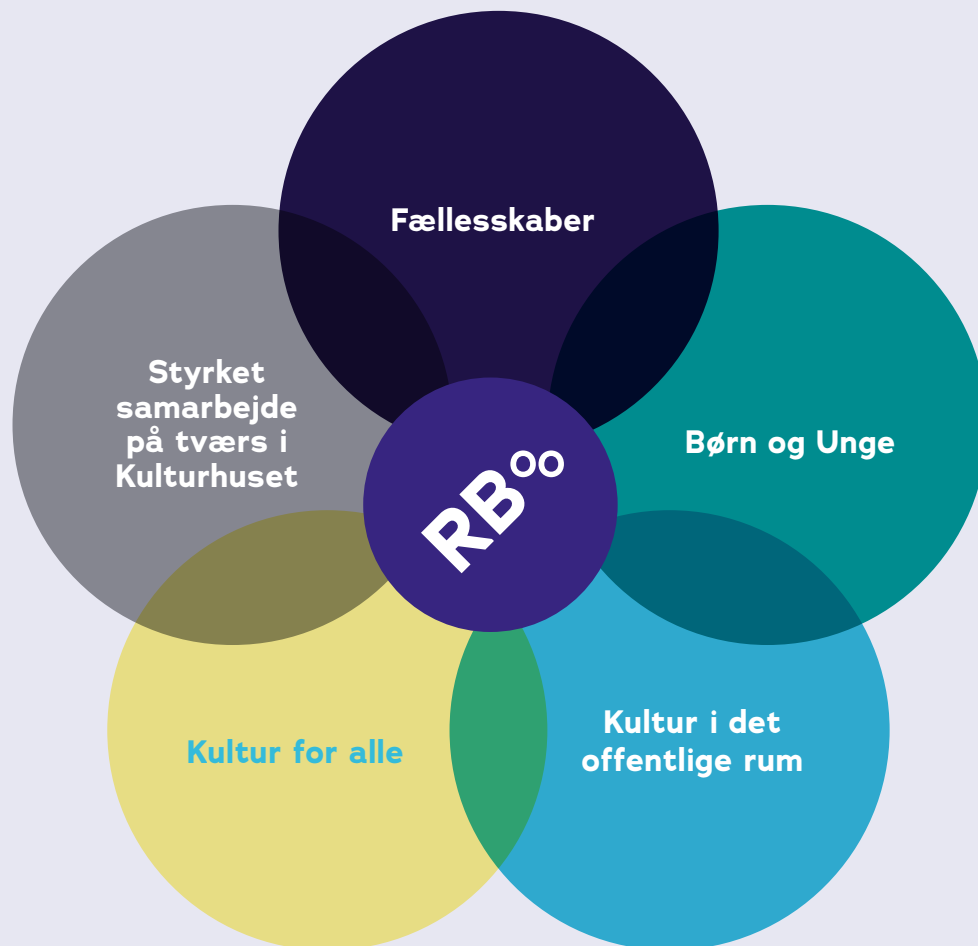 Fællesskaber
Styrket
samarbejde
på tværs i
Kulturhuset
Børn og Unge
RB°°
Kultur for alle
Kultur i det
offentlige rum